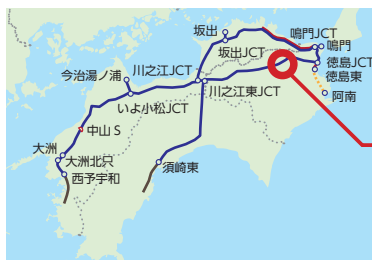 坂出
鳴門JCT
鳴門
坂出JCT
徳島JCT
徳島東
今治湯ノ浦
川之江JCT
川之江東JCT
阿南
いよ小松JCT
中山S
大洲
大洲北只
西予宇和
須崎東